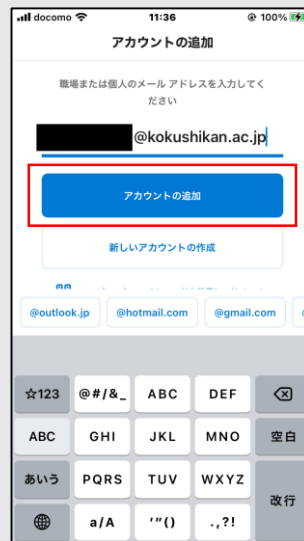 docomo 11:36 100%
アカウントの追加
職場または個人のメール アドレスを入力してく
ださい
@kokushikan.ac.jp
アカウントの追加
新しいアカウントの作成
@outlook.jp @hotmail.com @gmail.com
☆123 @#/&_ ABC DEF
ABC GHI JKL MNO 空白
あいう PQRS TUV WXYZ
改行
a/A '"() .,?!